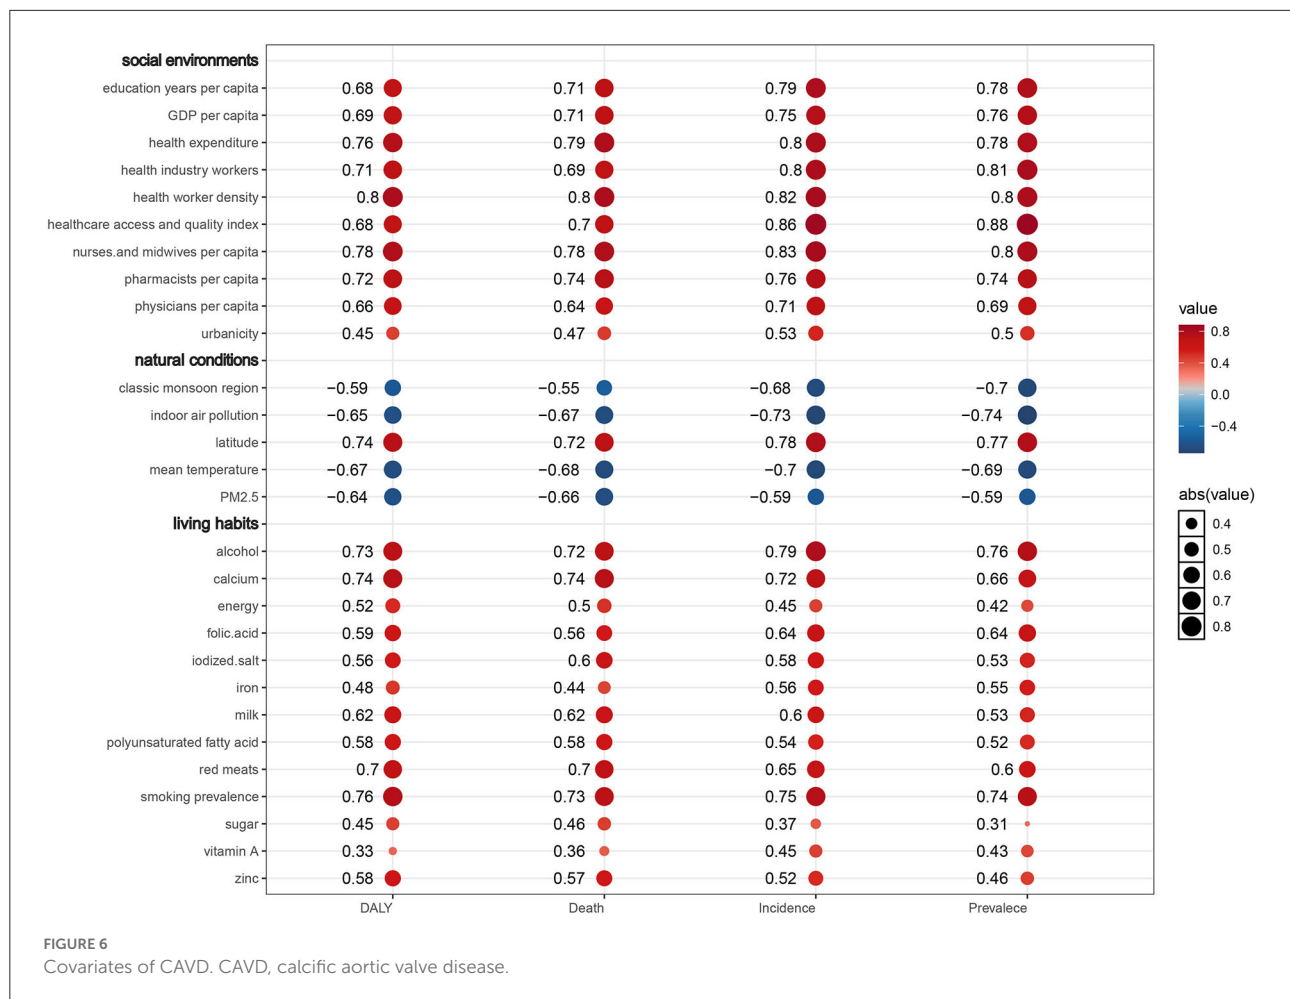 social environments
education years per capita 0.68 0.71 0.79 0.78
GDP per capita 0.69 0.71 0.75 0.76
health expenditure 0.76 0.79 0.8 0.78
health industry workers 0.71 0.69 0.8 0.81
health worker density 0.8 0.8 0.82 0.8
healthcare access and quality index 0.68 0.7 0.86 0.88
nurses.and midwives per capita 0.78 0.78 0.83 0.8
pharmacists per capita 0.72 0.74 0.76 0.74
physicians per capita 0.66 0.64 0.71 0.69
urbanicity 0.45 0.47 0.53 0.5
natural conditions
classic monsoon region −0.59 −0.55 −0.68 −0.7
indoor air pollution −0.65 −0.67 −0.73 −0.74
latitude 0.74 0.72 0.78 0.77
mean temperature −0.67 −0.68 −0.7 −0.69
PM2.5 −0.64 −0.66 −0.59 −0.59
living habits
alcohol 0.73 0.72 0.79 0.76
calcium 0.74 0.74 0.72 0.66
energy 0.52 0.5 0.45 0.42
folic.acid 0.59 0.56 0.64 0.64
iodized.salt 0.56 0.6 0.58 0.53
iron 0.48 0.44 0.56 0.55
milk 0.62 0.62 0.6 0.53
polyunsaturated fatty acid 0.58 0.58 0.54 0.52
red meats 0.7 0.7 0.65 0.6
smoking prevalence 0.76 0.73 0.75 0.74
sugar 0.45 0.46 0.37 0.31
vitamin A 0.33 0.36 0.45 0.43
zinc 0.58 0.57 0.52 0.46
DALY Death Incidence Prevalece
value
0.8
0.4
0.0
−0.4
abs(value)
0.4
0.5
0.6
0.7
0.8
FIGURE 6
Covariates of CAVD. CAVD, calcific aortic valve disease.